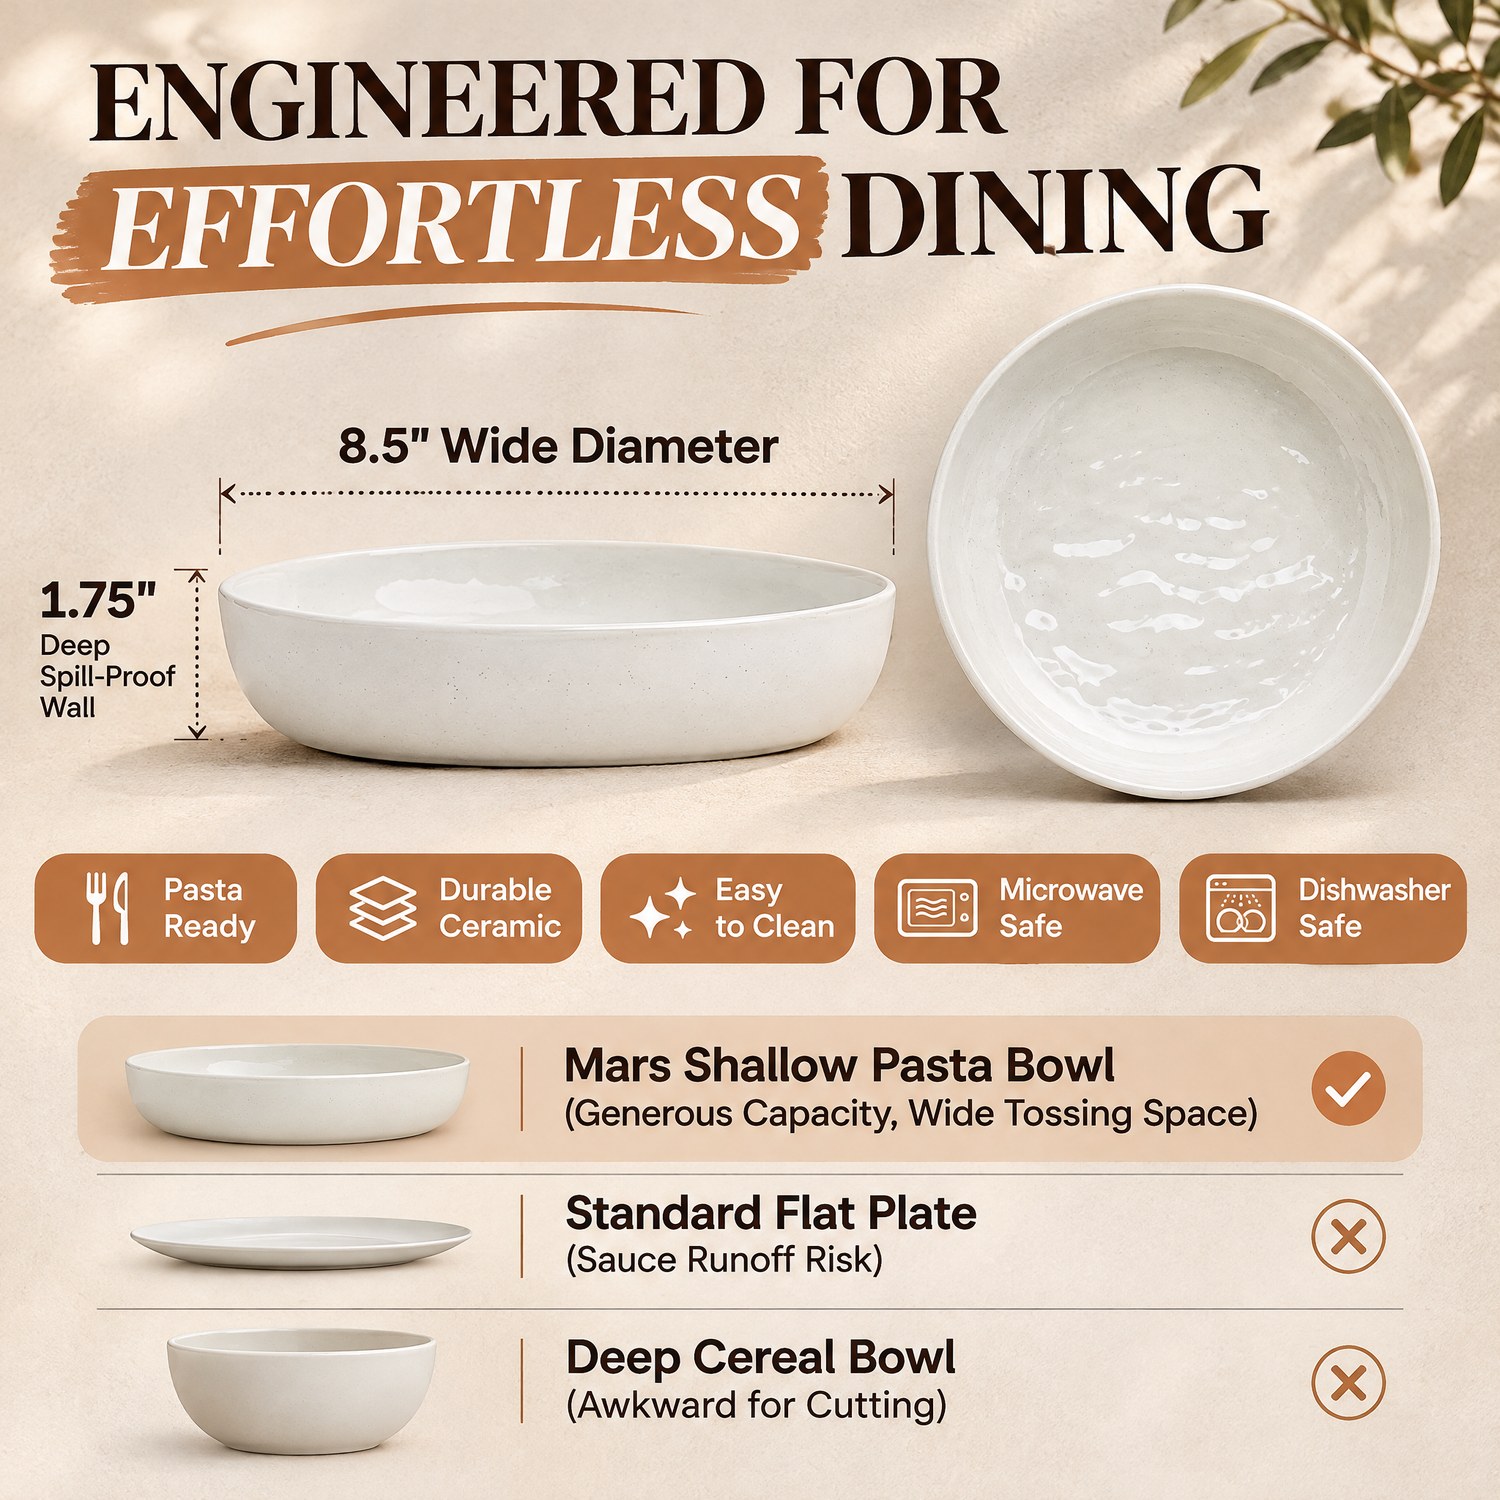 ENGINEERED FOR
EFFORTLESS DINING
8.5" Wide Diameter
1.75"
Deep
Spill-Proof
Wall
Pasta
Ready
Durable
Ceramic
Easy
to Clean
Microwave
Safe
Dishwasher
Safe
Mars Shallow Pasta Bowl
(Generous Capacity, Wide Tossing Space)
Standard Flat Plate
(Sauce Runoff Risk)
Deep Cereal Bowl
(Awkward for Cutting)